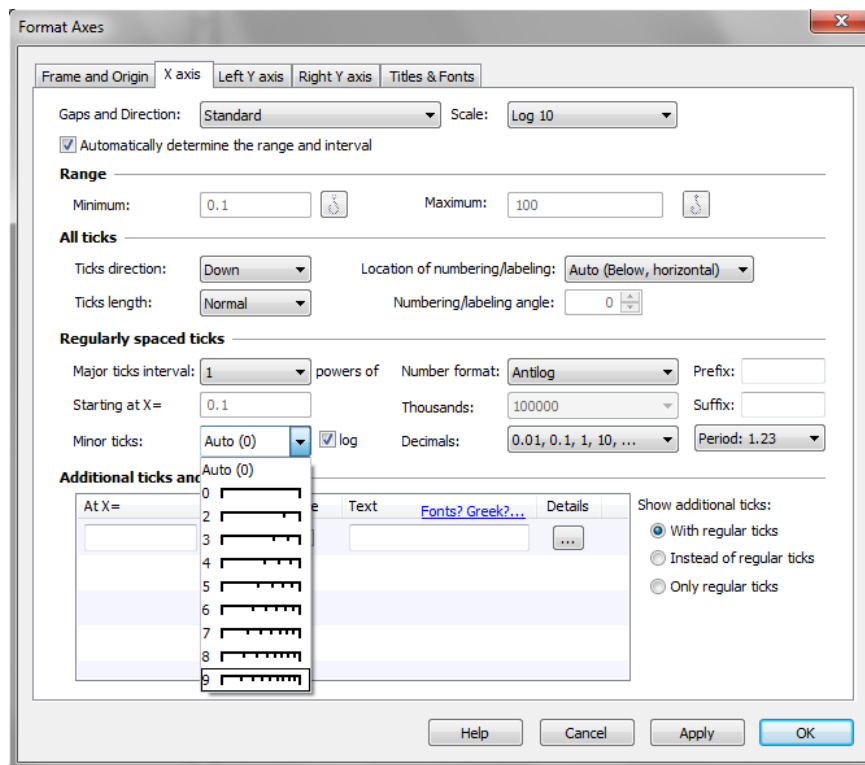 Format Axes
Frame and Origin X axis Left Y axis Right Y axis Titles & Fonts
Gaps and Direction: Standard Scale: Log 10
Automatically determine the range and interval
Range
Minimum: 0.1 Maximum: 100
All ticks
Ticks direction: Down Location of numbering/labeling: Auto (Below, horizontal)
Ticks length: Normal Numbering/labeling angle: 0
Regularly spaced ticks
Major ticks interval: 1 powers of Number format: Antilog Prefix:
Starting at X= 0.1 Thousands: 100000 Suffix:
Minor ticks: Auto (0) log Decimals: 0.01, 0.1, 1, 10, ... Period: 1.23
Auto (0)
Additional ticks and
0
At X= e Text Fonts? Greek?... Details Show additional ticks:
2
3 ... With regular ticks
4 Instead of regular ticks
5 Only regular ticks
6
7
8
9
Help Cancel Apply OK